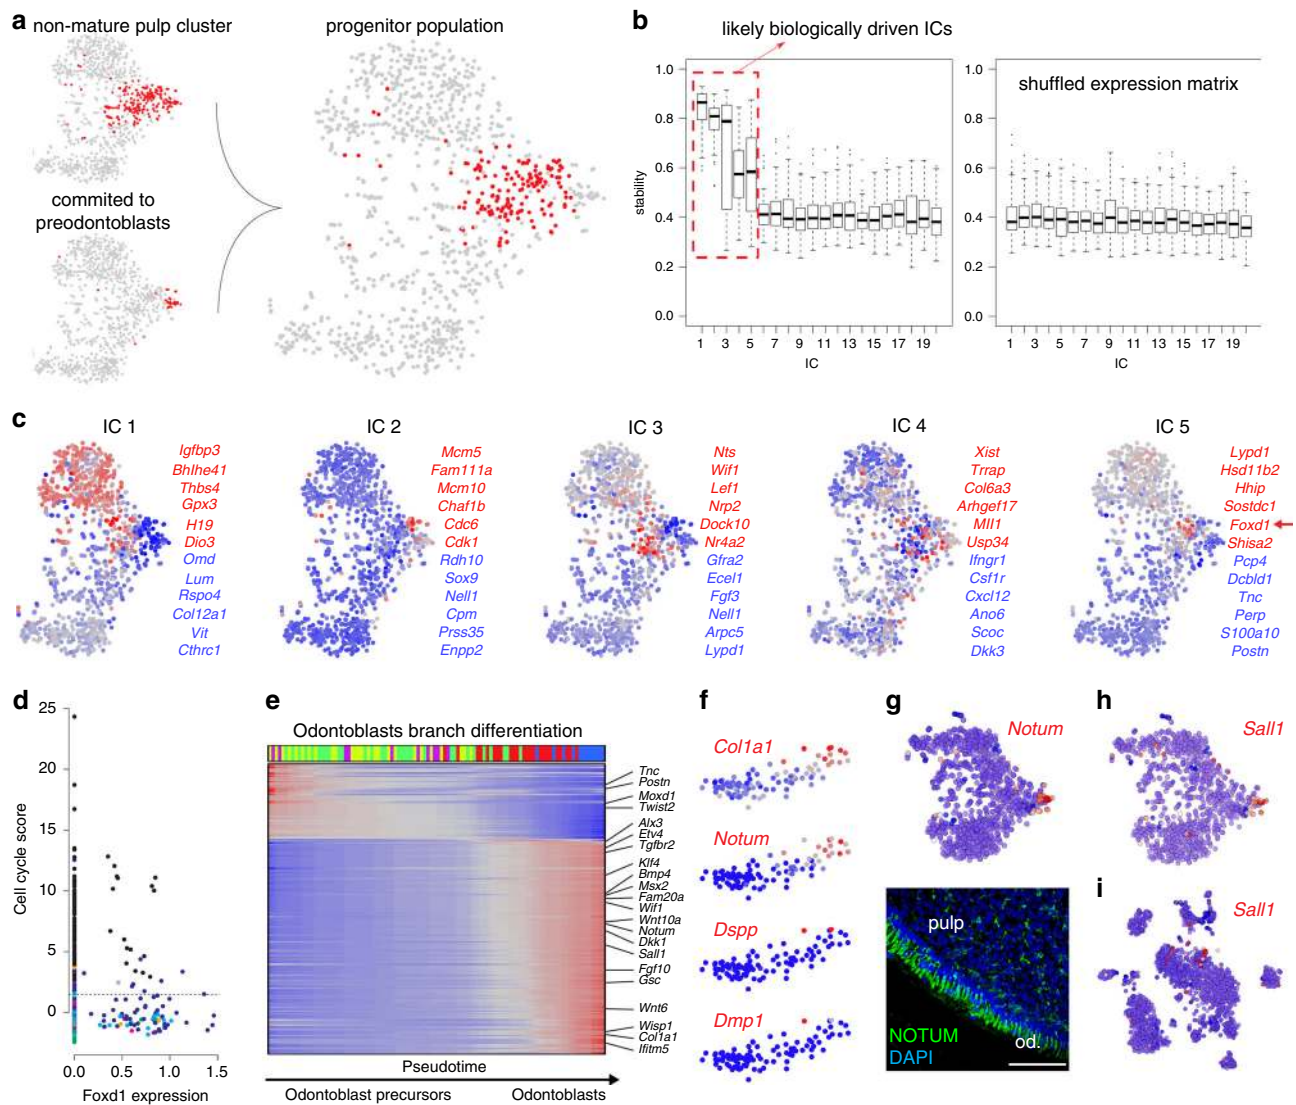 a
non-mature pulp cluster
progenitor population
commited to
preodontoblasts
b
likely biologically driven ICs
shuffled expression matrix
stability
1.0
0.8
0.6
0.4
0.2
0.0
1 3 5 7 9 11 13 15 17 19
IC
1.0
0.8
0.6
0.4
0.2
0.0
1 3 5 7 9 11 13 15 17 19
IC
c
IC 1
Igfbp3
Bhlhe41
Thbs4
Gpx3
H19
Dio3
Omd
Lum
Rspo4
Col12a1
Vit
Cthrc1
IC 2
Mcm5
Fam111a
Mcm10
Chaf1b
Cdc6
Cdk1
Rdh10
Sox9
Nell1
Cpm
Prss35
Enpp2
IC 3
Nts
Wif1
Lef1
Nrp2
Dock10
Nr4a2
Gfra2
Ecel1
Fgf3
Nell1
Arpc5
Lypd1
IC 4
Xist
Trrap
Col6a3
Arhgef17
Mll1
Usp34
Ifngr1
Csf1r
Cxcl12
Ano6
Scoc
Dkk3
IC 5
Lypd1
Hsd11b2
Hhip
Sostdc1
Foxd1
Shisa2
Pcp4
Dcbld1
Tnc
Perp
S100a10
Postn
d
Cell cycle score
25
20
15
10
5
0
0.0 0.5 1.0 1.5
Foxd1 expression
e
Odontoblasts branch differentiation
Tnc
Postn
Moxd1
Twist2
Alx3
Etv4
Tgfbr2
Klf4
Bmp4
Msx2
Fam20a
Wif1
Wnt10a
Notum
Dkk1
Sall1
Fgf10
Gsc
Wnt6
Wisp1
Col1a1
Ifitm5
Pseudotime
Odontoblast precursors
Odontoblasts
f
Col1a1
Notum
Dspp
Dmp1
g
Notum
pulp
NOTUM
DAPI
od.
h
Sall1
i
Sall1